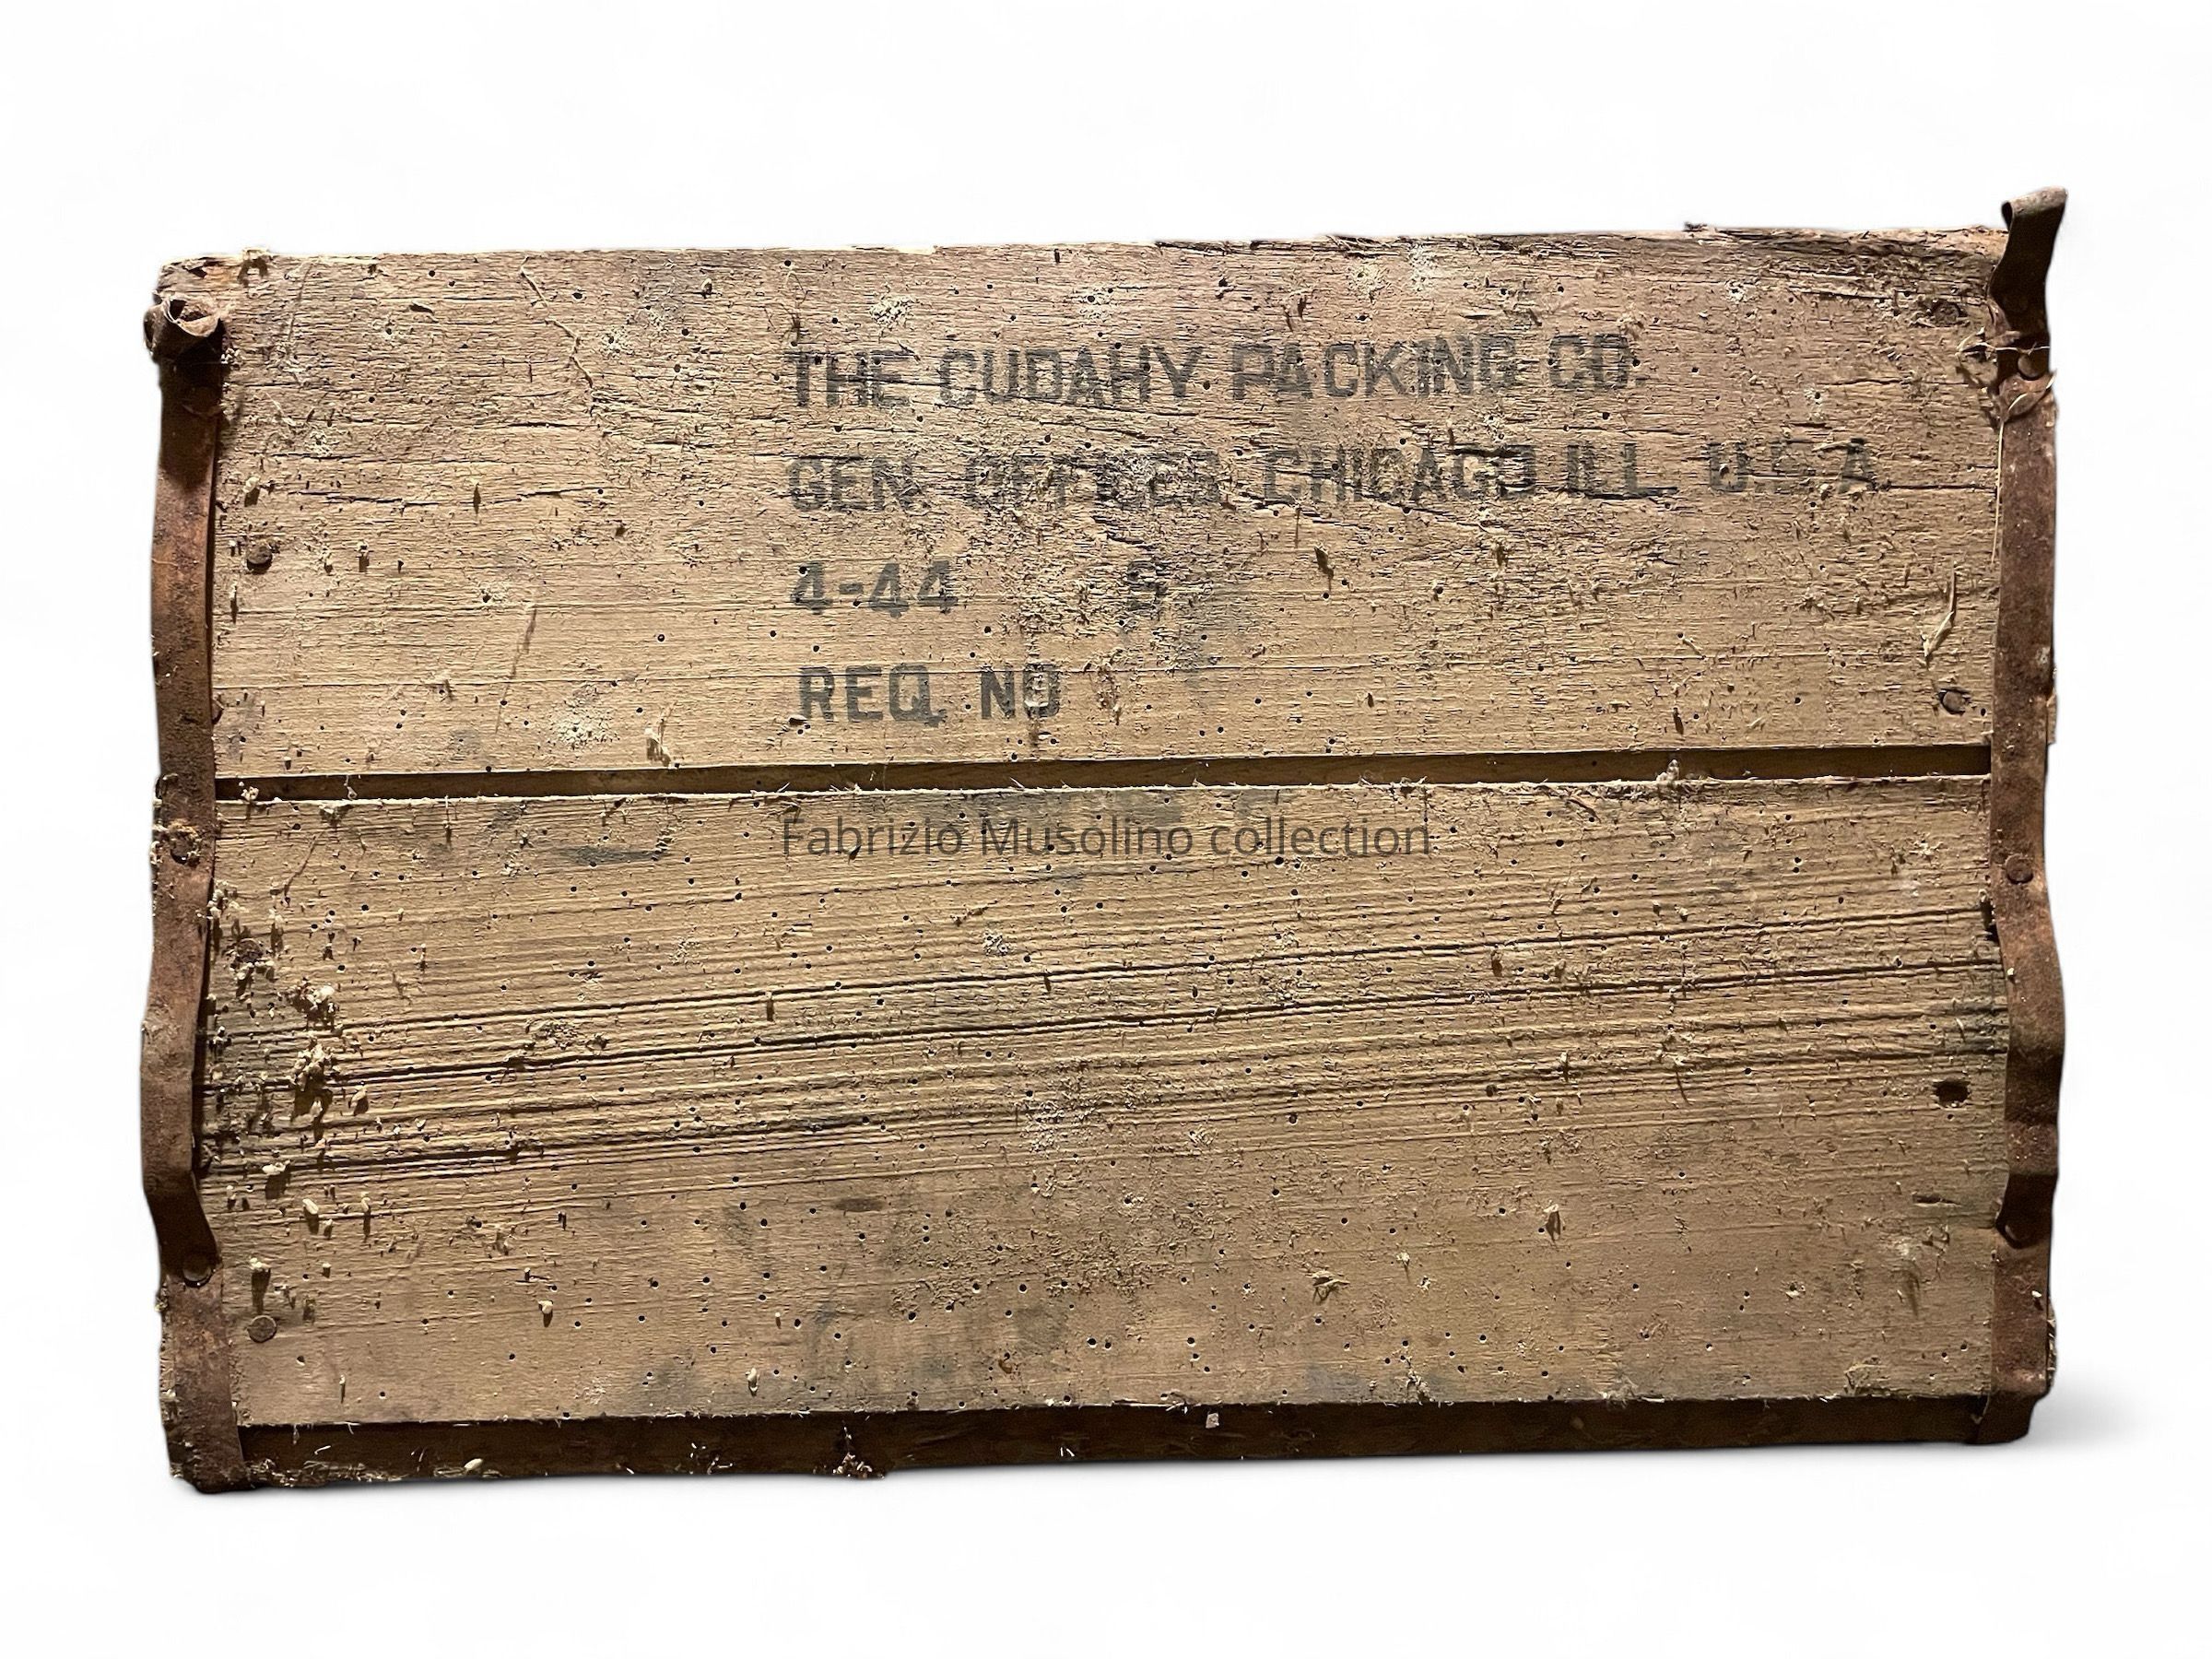 THE CUDAHY PACKING CO.
GEN. OFFICES CHICAGO ILL. U.S.A.
4-44
REQ. NO
Fabrizio Musolino collection